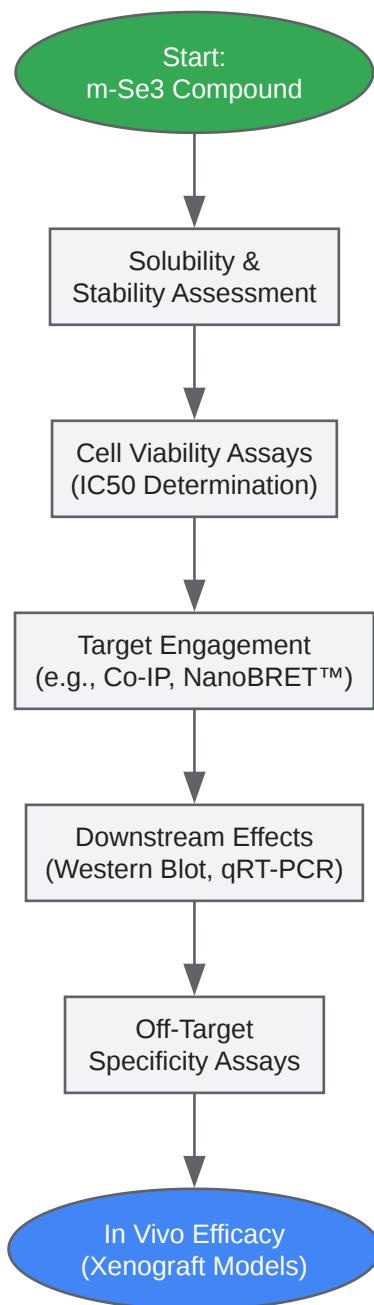 Start:
m-Se3 Compound
Solubility &
Stability Assessment
Cell Viability Assays
(IC50 Determination)
Target Engagement
(e.g., Co-IP, NanoBRET™)
Downstream Effects
(Western Blot, qRT-PCR)
Off-Target
Specificity Assays
In Vivo Efficacy
(Xenograft Models)